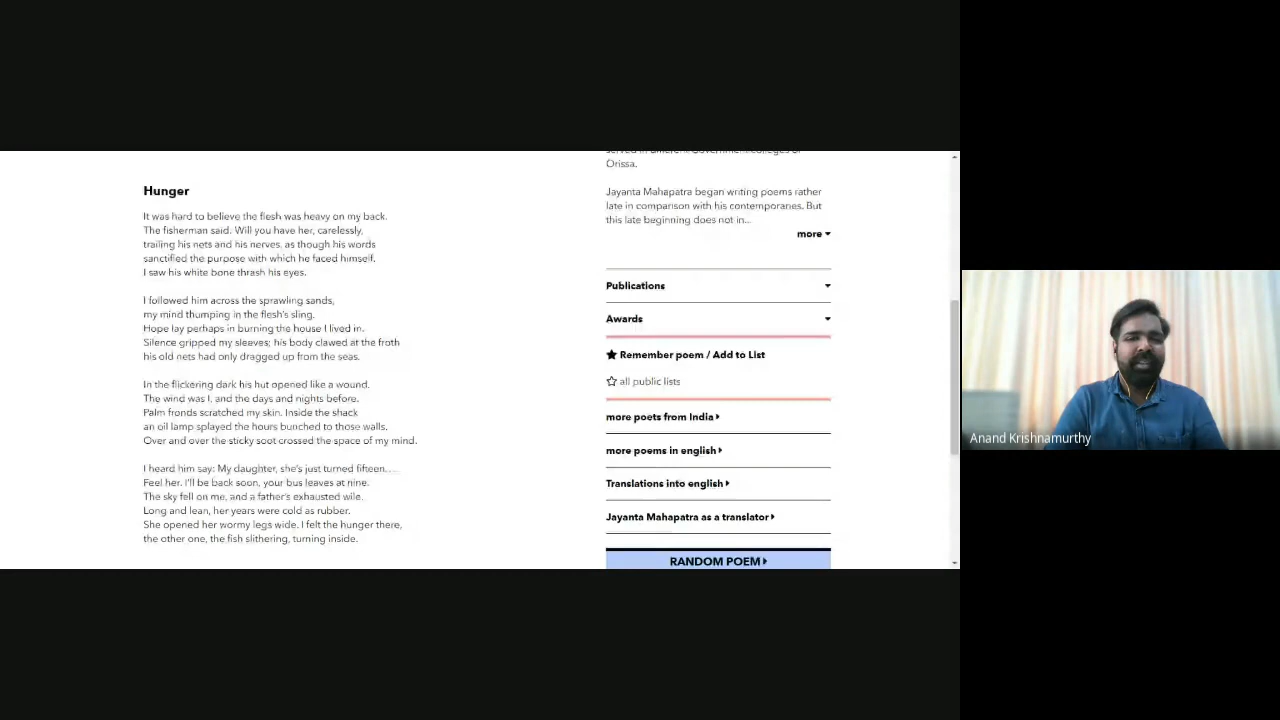 Hunger
It was hard to believe the flesh was heavy on my back.
The fisherman said. Will you have her, carelessly,
trailing his nets and his nerves, as though his words
sanctified the purpose with which he faced himself.
I saw his white bone thrash his eyes.
I followed him across the sprawling sands,
my mind thumping in the flesh's sling.
Hope lay perhaps in burning the house I lived in.
Silence gripped my sleeves; his body clawed at the froth
his old nets had only dragged up from the seas.
In the flickering dark his hut opened like a wound.
The wind was I, and the days and nights before.
Palm fronds scratched my skin. Inside the shack
an oil lamp splayed the hours bunched to those walls.
Over and over the sticky soot crossed the space of my mind.
I heard him say: My daughter, she's just turned fifteen....
Feel her. I'll be back soon, your bus leaves at nine.
The sky fell on me, and a father's exhausted wile.
Long and lean, her years were cold as rubber.
She opened her wormy legs wide. I felt the hunger there,
the other one, the fish slithering, turning inside.
served in different Government colleges of
Orissa.
Jayanta Mahapatra began writing poems rather
late in comparison with his contemporanes. But
this late beginning does not in...
more
Publications
Awards
Remember poem / Add to List
all public lists
more poets from India
more poems in english
Translations into english
Jayanta Mahapatra as a translator
RANDOM POEM
Anand Krishnamurthy